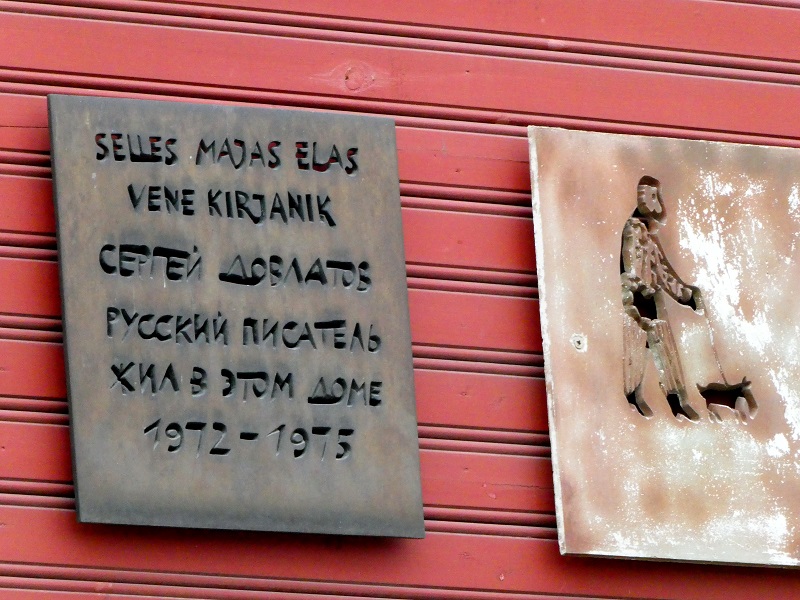 SELLES MAJAS ELAS
VENE KIRJANIK
СЕРГЕЙ ДОВЛАТОВ
РУССКИЙ ПИСАТЕЛЬ
ЖИЛ В ЭТОМ ДОМЕ
1972-1975